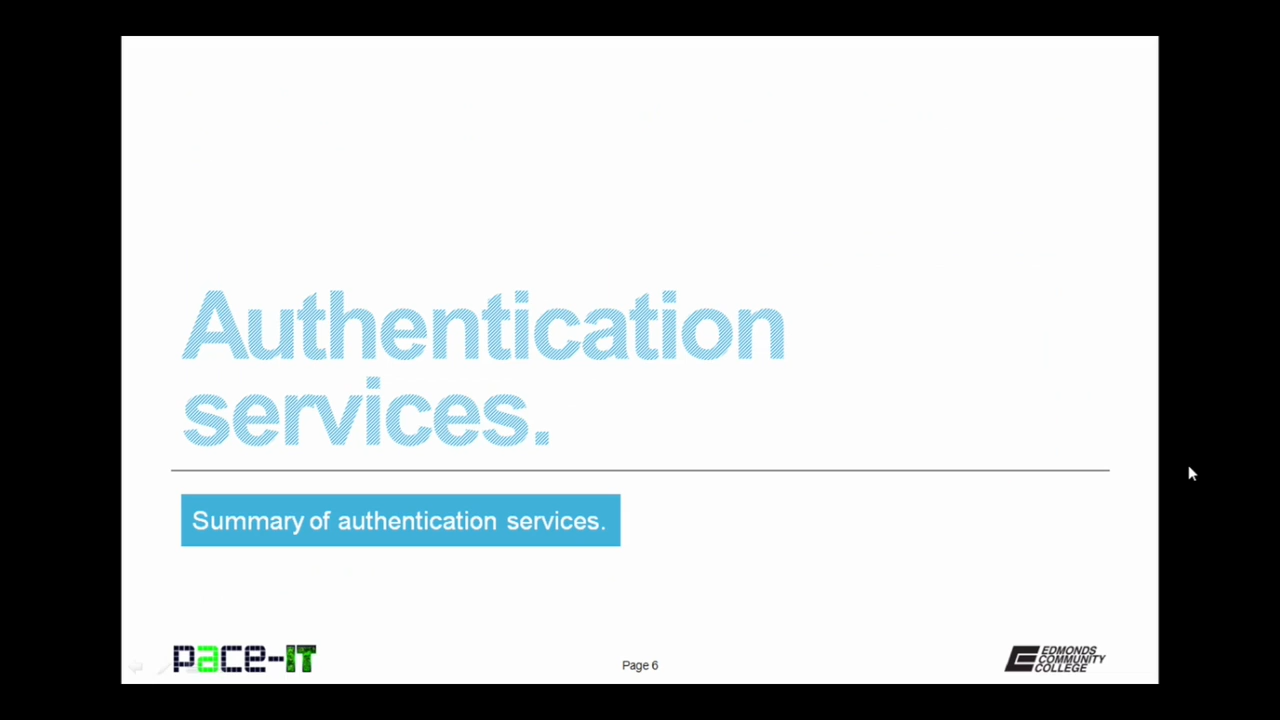 Authentication
services.
Summary of authentication services.
pace-IT
Page 6
EDMONDS
COMMUNITY
COLLEGE